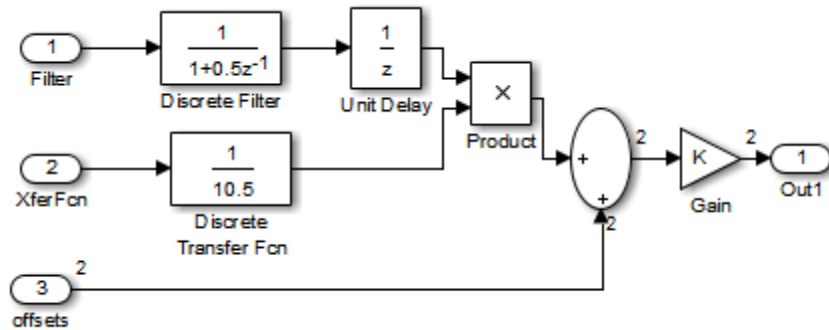 1
Filter
1
1+0.5z-1
Discrete Filter
1
z
Unit Delay
×
Product
2
XferFcn
1
10.5
Discrete
Transfer Fcn
+
+
2
2
K
Gain
2
1
Out1
2
3
offsets